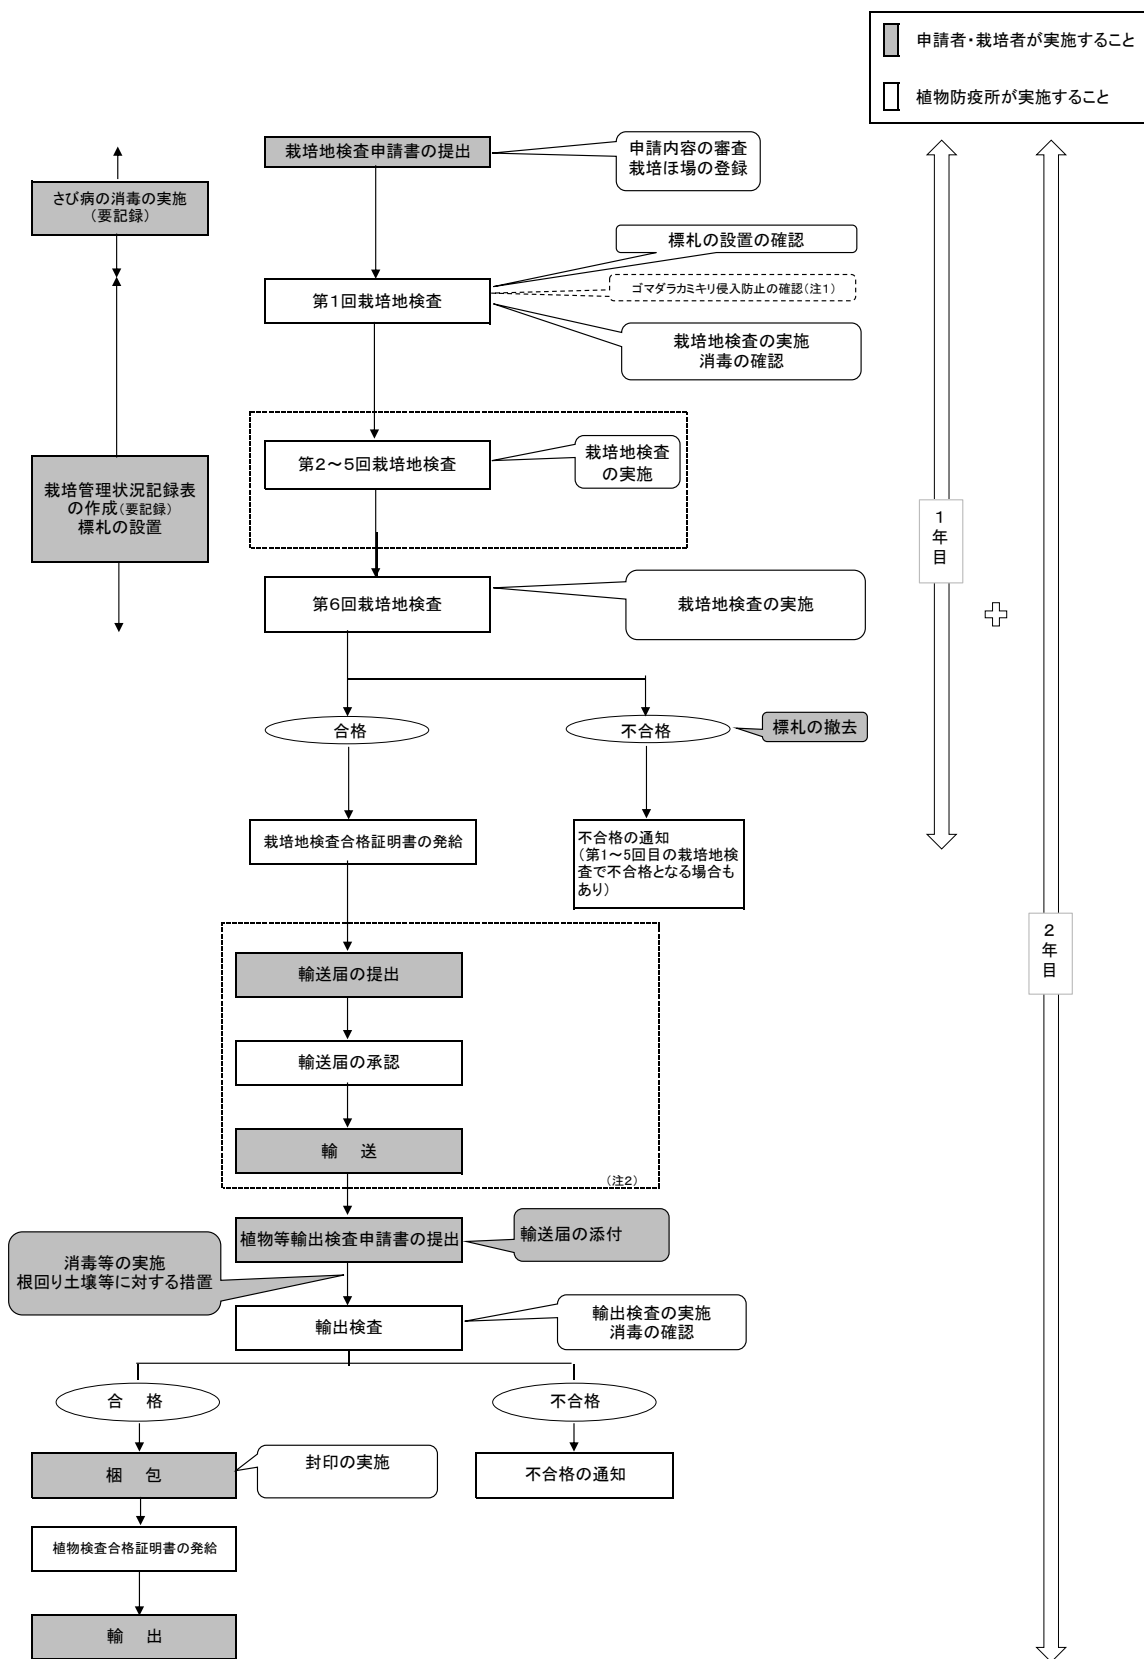 申請者・栽培者が実施すること
植物防疫所が実施すること
栽培地検査申請書の提出
申請内容の審査
栽培ほ場の登録
さび病の消毒の実施
（要記録）
標札の設置の確認
ゴマダラカミキリ侵入防止の確認（注１）
第１回栽培地検査
栽培地検査の実施
消毒の確認
第２～５回栽培地検査
栽培地検査
の実施
栽培管理状況記録表
の作成（要記録）
標札の設置
１年目
第６回栽培地検査
栽培地検査の実施
合格
不合格
標札の撤去
栽培地検査合格証明書の発給
不合格の通知
（第１～５回目の栽培地検
査で不合格となる場合も
あり）
２年目
輸送届の提出
輸送届の承認
輸　送
（注２）
植物等輸出検査申請書の提出
輸送届の添付
消毒等の実施
根回り土壌等に対する措置
輸出検査
輸出検査の実施
消毒の確認
合　格
不合格
梱　包
封印の実施
不合格の通知
植物検査合格証明書の発給
輸　出